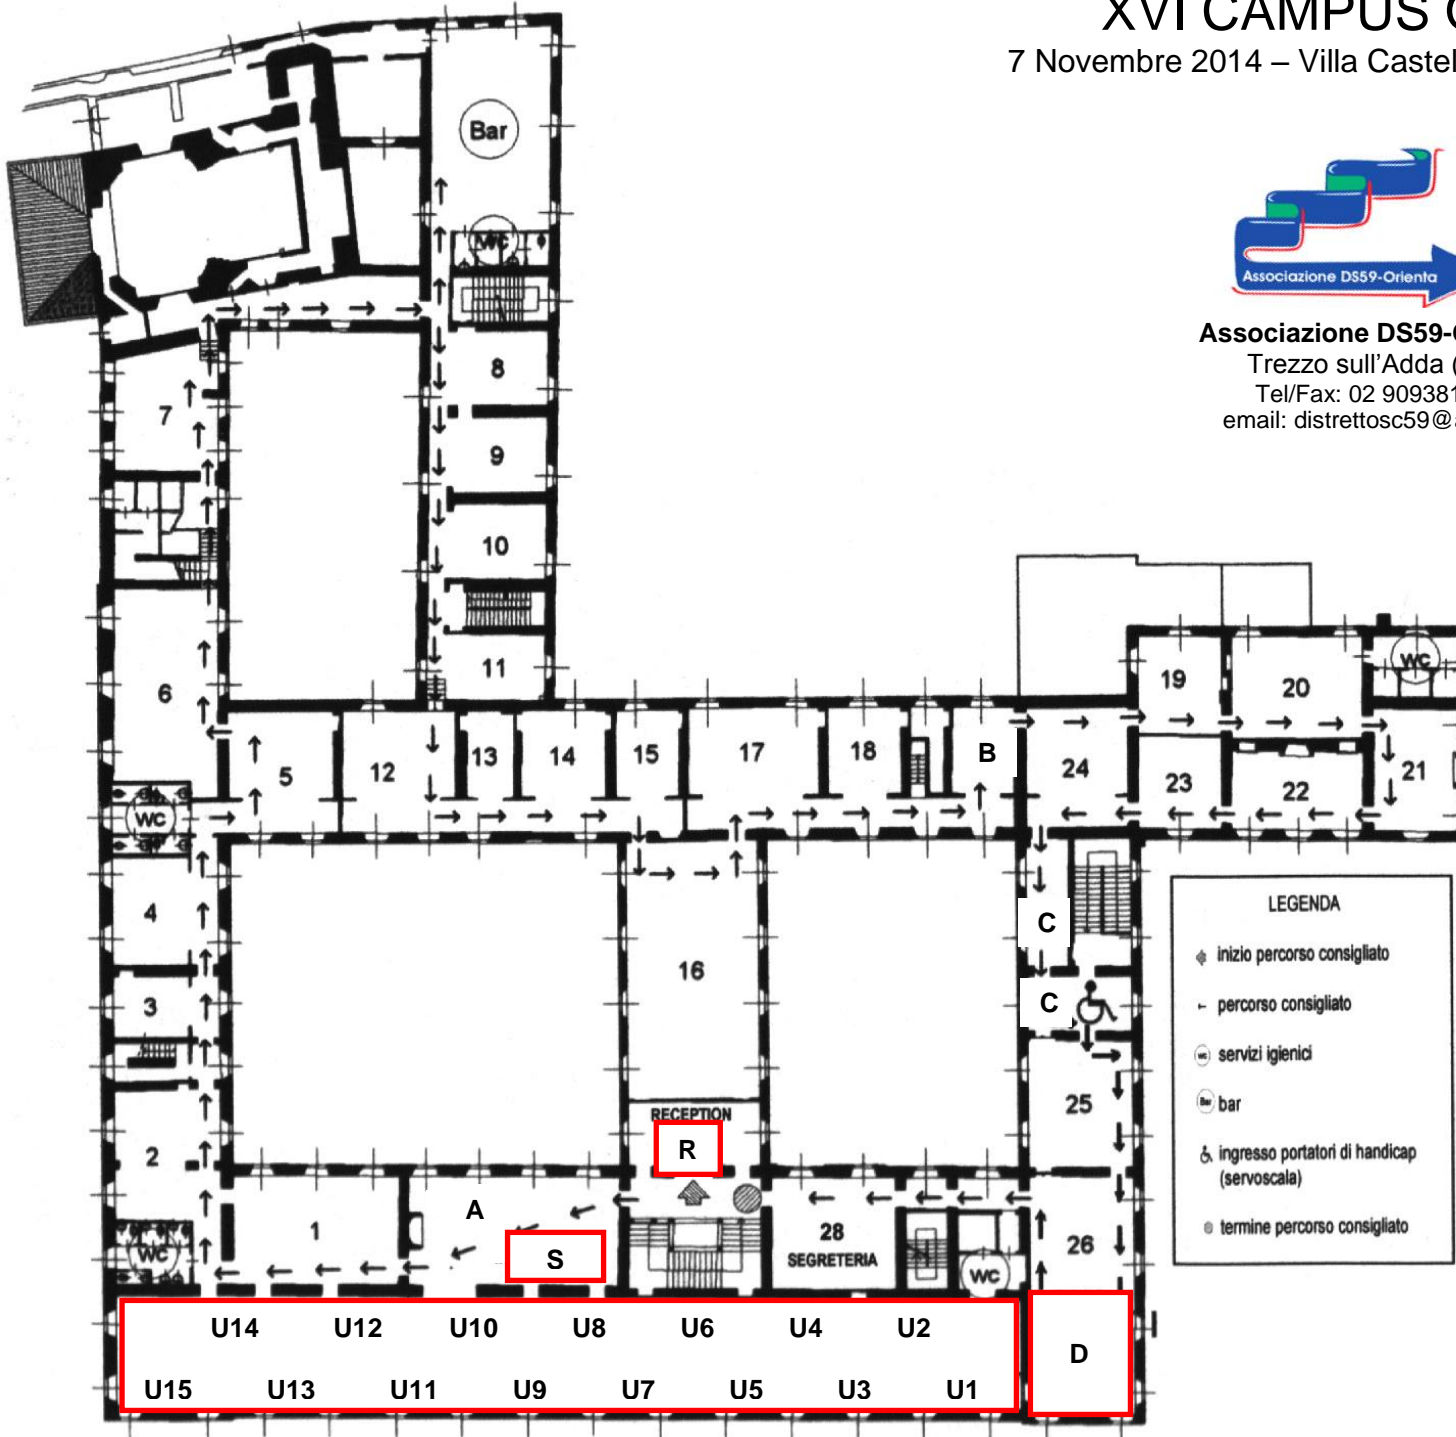 XVI CAMPUS
7 Novembre 2014 – Villa Castel
Bar
WC
Associazione DS59-Orienta
Associazione DS59-
Trezzo sull'Adda (
Tel/Fax: 02 909381
email: distrettosc59@
8
7
9
10
11
6
19
20
WC
5
12
13
14
15
17
18
B
24
23
22
21
WC
4
3
16
C
C
LEGENDA
inizio percorso consigliato
percorso consigliato
WC servizi igienici
Bar bar
ingresso portatori di handicap
(servoscala)
termine percorso consigliato
25
RECEPTION
R
2
A
1
S
28
SEGRETERIA
26
WC
WC
U14 U12 U10 U8 U6 U4 U2
D
U15 U13 U11 U9 U7 U5 U3 U1